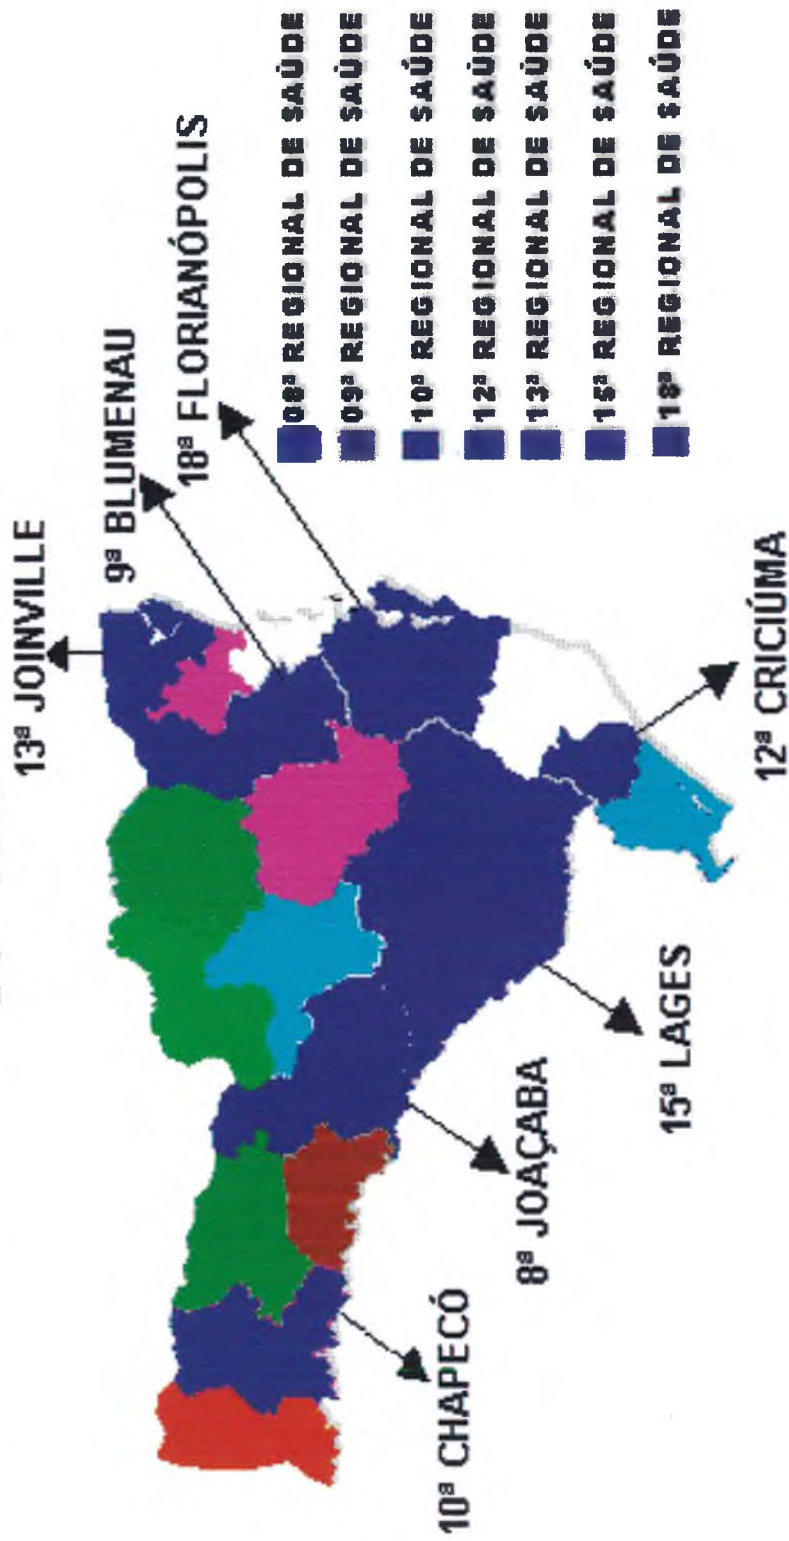 13ª JOINVILLE
9ª BLUMENAU
18ª FLORIANÓPOLIS
10ª CHAPECÓ
8ª JOAÇABA
15ª LAGES
12ª CRICIÚMA
08ª REGIONAL DE SAÚDE
09ª REGIONAL DE SAÚDE
10ª REGIONAL DE SAÚDE
12ª REGIONAL DE SAÚDE
13ª REGIONAL DE SAÚDE
15ª REGIONAL DE SAÚDE
18ª REGIONAL DE SAÚDE